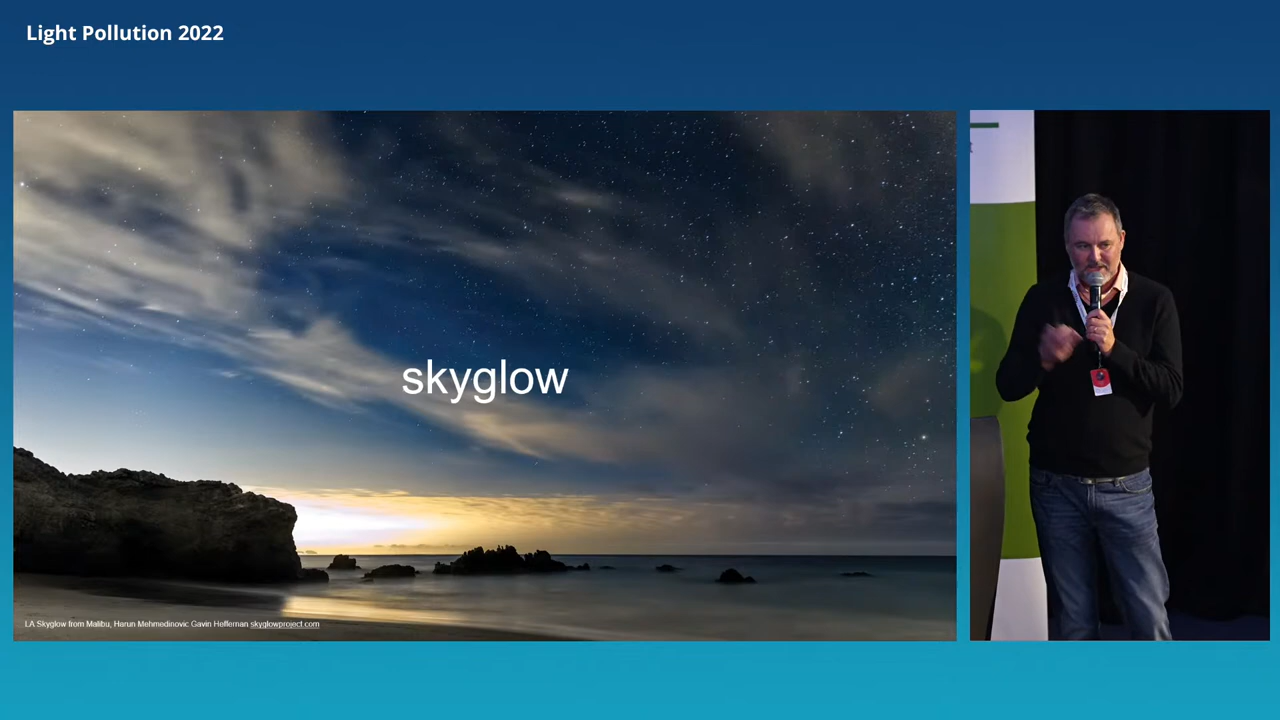 Light Pollution 2022
skyglow
LA Skyglow from Malibu, Harun Mehmedinovic Gavin Heffernan skyglowproject.com